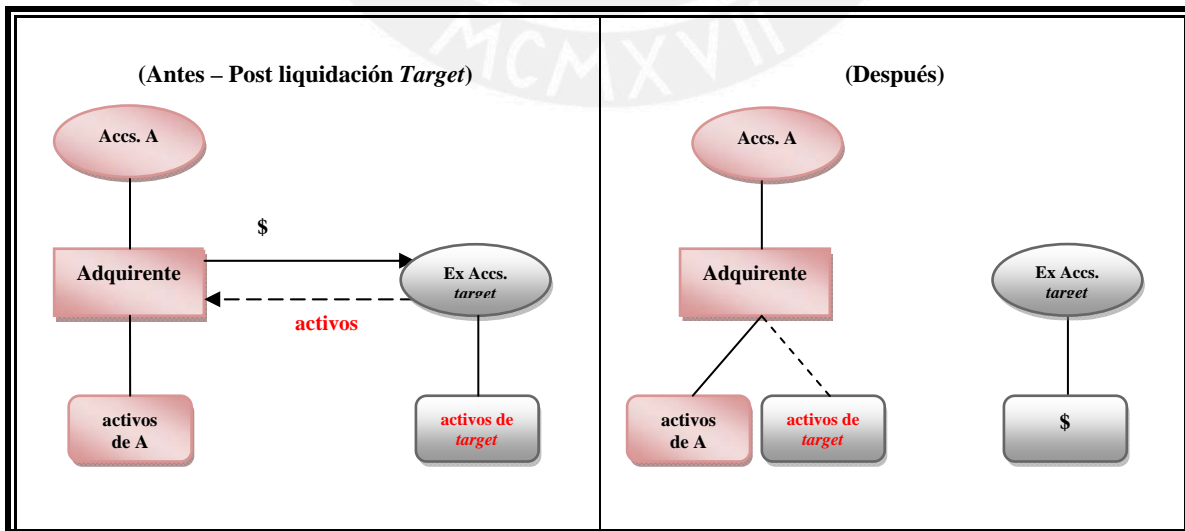 MCMXVII
(Antes – Post liquidación Target)
Accs. A
$
Adquirente
Ex Accs.
target
activos
activos
de A
activos de
target
(Después)
Accs. A
Adquirente
Ex Accs.
target
activos
de A
activos de
target
$